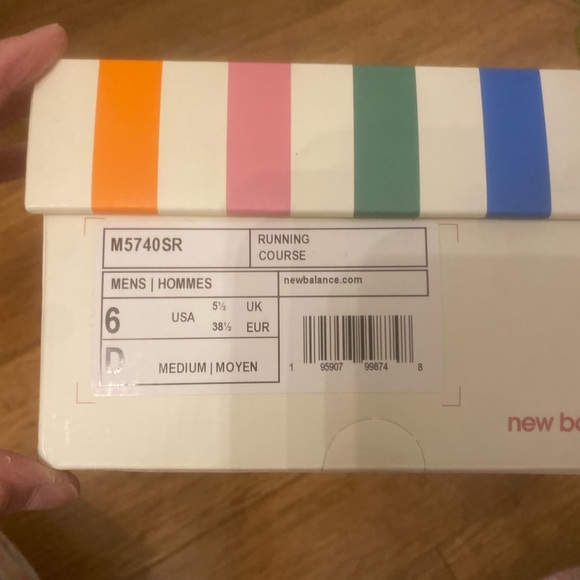 M5740SR
RUNNING
COURSE
MENS | HOMMES
newbalance.com
6 USA 5½ UK
38½ EUR
D MEDIUM | MOYEN
1 95907 99874 8
new